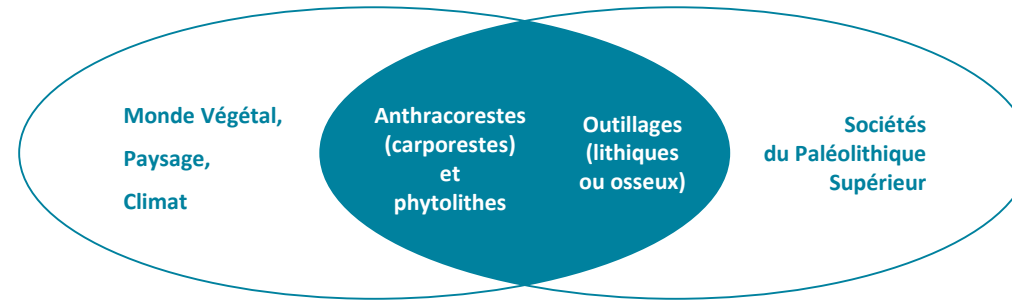 Monde Végétal,
Paysage,
Climat
Anthracorestes
(carporestes)
et
phytolithes
Outillages
(lithiques
ou osseux)
Sociétés
du Paléolithique
Supérieur